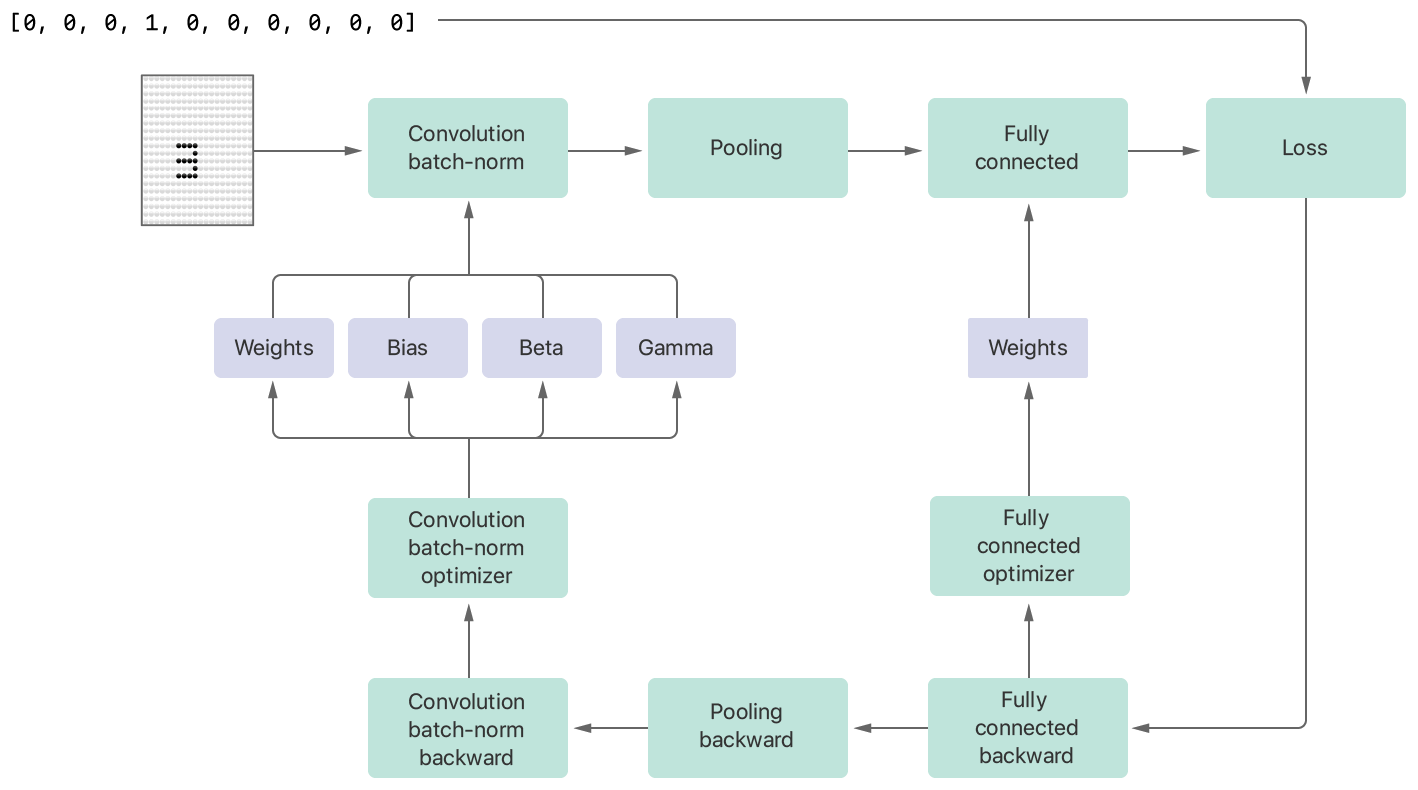 [0, 0, 0, 1, 0, 0, 0, 0, 0, 0]
3
Convolution
batch-norm
Pooling
Fully
connected
Loss
Weights
Bias
Beta
Gamma
Weights
Convolution
batch-norm
optimizer
Fully
connected
optimizer
Convolution
batch-norm
backward
Pooling
backward
Fully
connected
backward